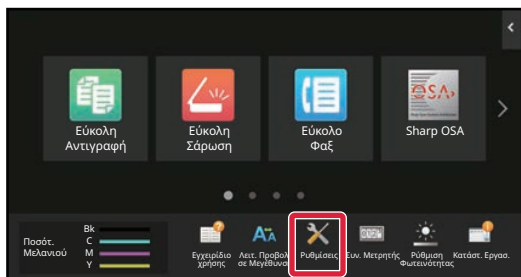 Εύκολη
Αντιγραφή
Εύκολη
Σάρωση
Εύκολο
Φαξ
OSA
Sharp OSA
Ποσότ.
Μελανιού
Bk
C
M
Y
Εγχειρίδιο
χρήσης
Λειτ. Προβολ
σε Μεγέθυνσ
Ρυθμίσεις
Συν. Μετρητής
Ρύθμιση
Φωτεινότητας
Κατάστ. Εργασ.